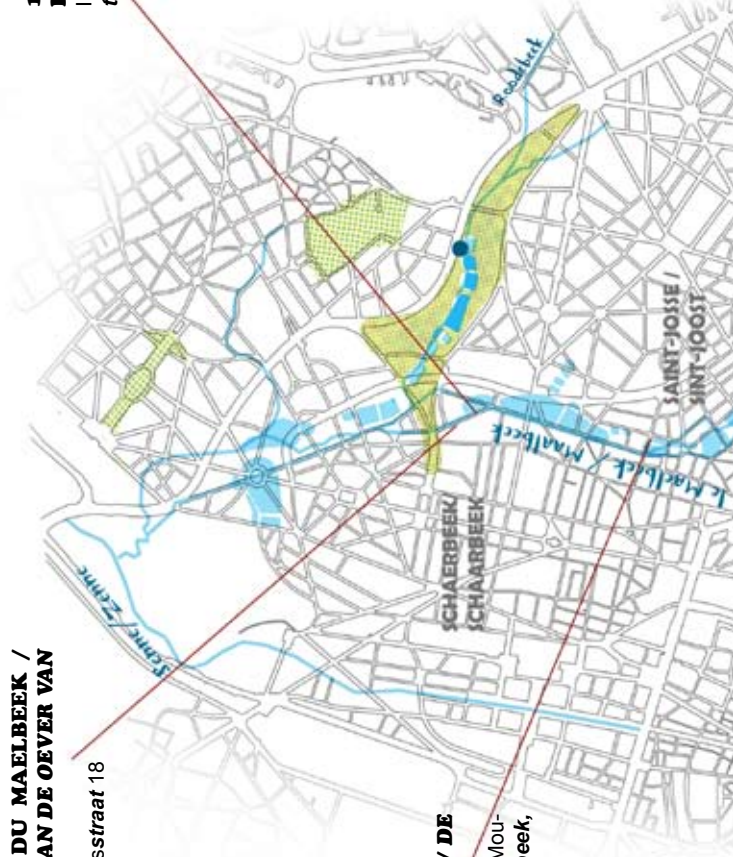 DU MAELBEEK /
AN DE OEVER VAN
sstraat 18
/ DE
Mou-
beek,
Senne/Zenne
Roodebeek
SCHAERBEEK/
SCHAARBEEK
le Maelbeek / Maalbeek
SAINT-JOSSE /
SINT-JOOST